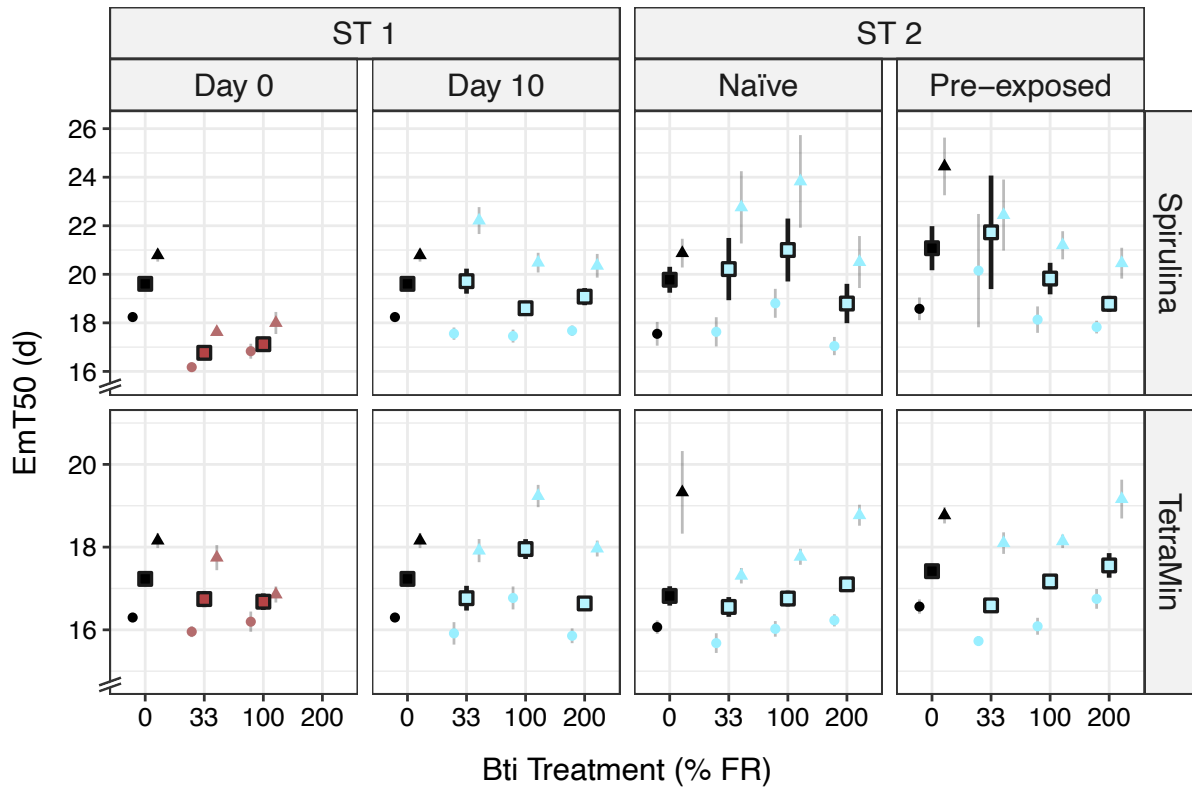 ST 1 ST 2
Day 0 Day 10 Naïve Pre−exposed
26
24
22
20
18
16
Spirulina
EmT50 (d)
20
18
16
TetraMin
0 33 100 200 0 33 100 200 0 33 100 200 0 33 100 200
Bti Treatment (% FR)